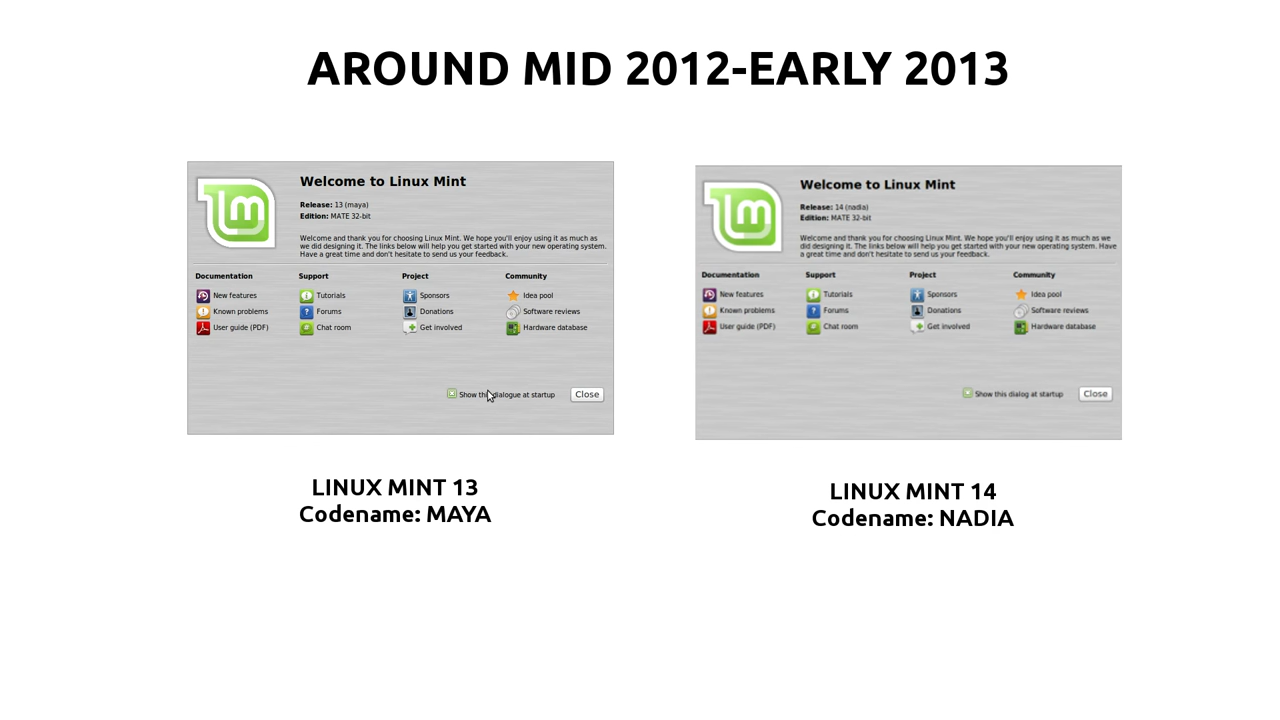 AROUND MID 2012-EARLY 2013
Welcome to Linux Mint
Release: 13 (maya)
Edition: MATE 32-bit
Welcome and thank you for choosing Linux Mint. We hope you'll enjoy using it as much as
we did designing it. The links below will help you get started with your new operating system.
Have a great time and don't hesitate to send us your feedback.
Documentation Support Project Community
New features Tutorials Sponsors Idea pool
Known problems Forums Donations Software reviews
User guide (PDF) Chat room Get involved Hardware database
Show this dialogue at startup Close
LINUX MINT 13
Codename: MAYA
Welcome to Linux Mint
Release: 14 (nadia)
Edition: MATE 32-bit
Welcome and thank you for choosing Linux Mint. We hope you'll enjoy using it as much as
we did designing it. The links below will help you get started with your new operating system. Have
a great time and don't hesitate to send us your feedback.
Documentation Support Project Community
New features Tutorials Sponsors Idea pool
Known problems Forums Donations Software reviews
User guide (PDF) Chat room Get involved Hardware database
Show this dialog at startup Close
LINUX MINT 14
Codename: NADIA